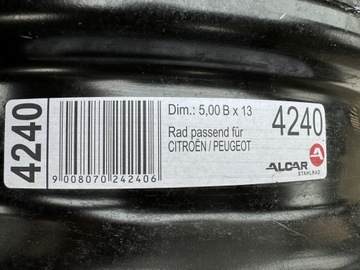 4240
9 008070 242406
Dim.: 5,00 B x 13
Rad passend für
CITROËN / PEUGEOT
4240
ALCAR
STAHLRAD